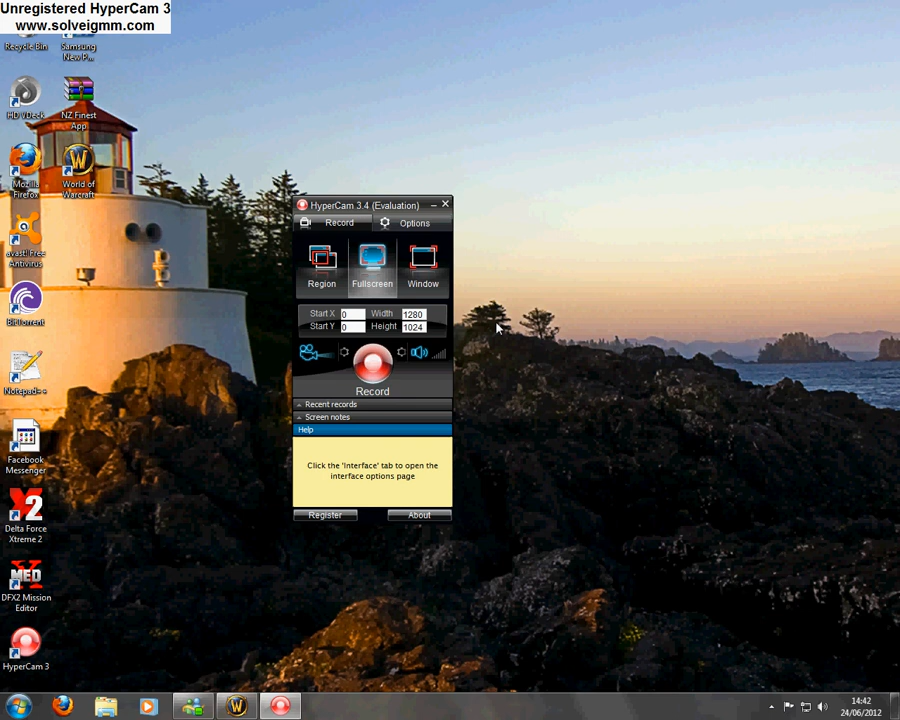 Unregistered HyperCam 3
www.solveigmm.com
Recycle Bin
Samsung
New P...
HD VDeck
NZ Finest
App
Mozilla
Firefox
World of
Warcraft
avast! Free
Antivirus
BitTorrent
Notepad++
Facebook
Messenger
Delta Force
Xtreme 2
DFX2 Mission
Editor
HyperCam 3
HyperCam 3.4 (Evaluation)
Record
Options
Region
Fullscreen
Window
Start X 0 Width 1280
Start Y 0 Height 1024
Record
Recent records
Screen notes
Help
Click the 'Interface' tab to open the
interface options page
Register
About
X2
MED
14:42
24/06/2012